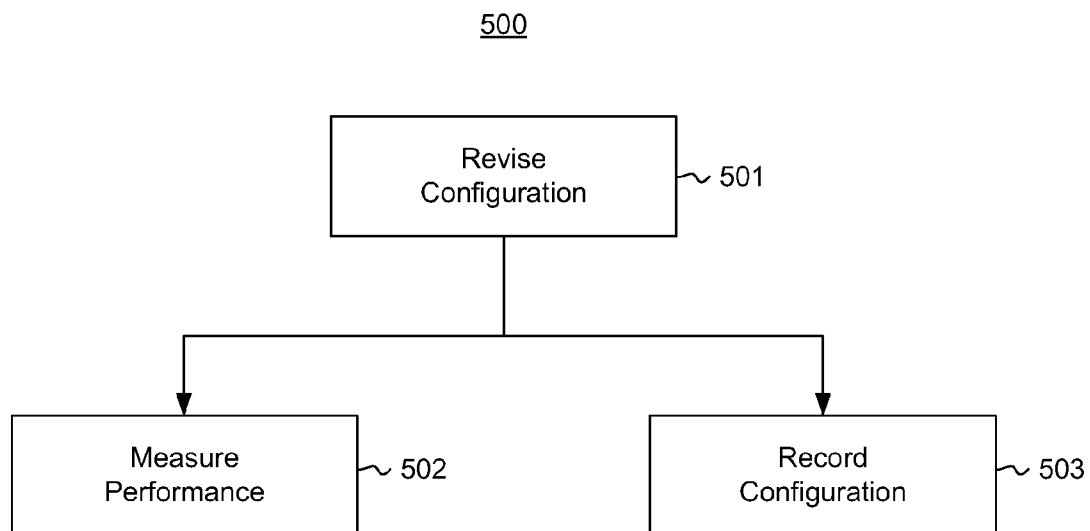 500
Revise
Configuration
501
Measure
Performance
502
Record
Configuration
503